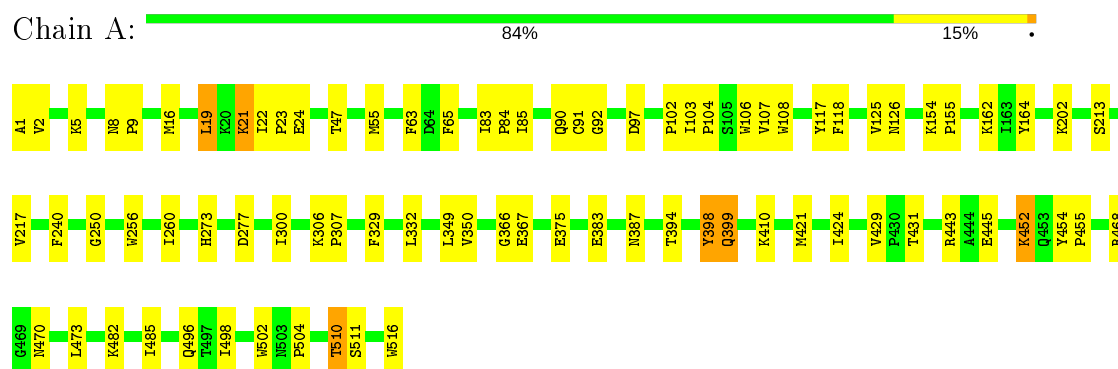 Chain A:
84% 15% •
A1 V2 K5 N8 P9 M16 L19 K20 K21 I22 P23 E24 T47 M55 F63 D64 F65 I83 P84 I85 Q90 C91 G92 D97 P102 I103 P104 S105 W106 V107 W108 Y117 F118 V125 N126 K154 P155 K162 I163 Y164 K202 S213
V217 F240 G250 W256 I260 H273 D277 I300 K306 P307 F329 L332 L349 V350 G366 E367 E375 E383 N387 T394 Y398 Q399 K410 M421 I424 V429 P430 T431 R443 A444 E445 K452 Q453 Y454 P455 R468
G469 N470 L473 K482 I485 Q496 T497 I498 W502 N503 P504 T510 S511 W516